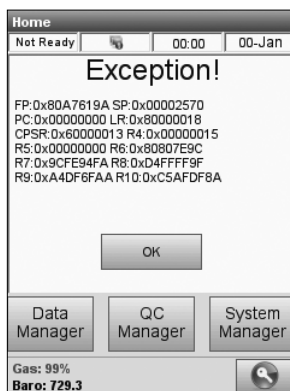 Home
Not Ready 00:00 00-Jan
Exception!
FP:0x80A7619A SP:0x00002570
PC:0x00000000 LR:0x80000018
CPSR:0x60000013 R4:0x00000015
R5:0x00000000 R6:0x80807E9C
R7:0x9CFE94FA R8:0xD4FFFF9F
R9:0xA4DF6FAA R10:0xC5AFDF8A
OK
Data Manager
QC Manager
System Manager
Gas: 99%
Baro: 729.3